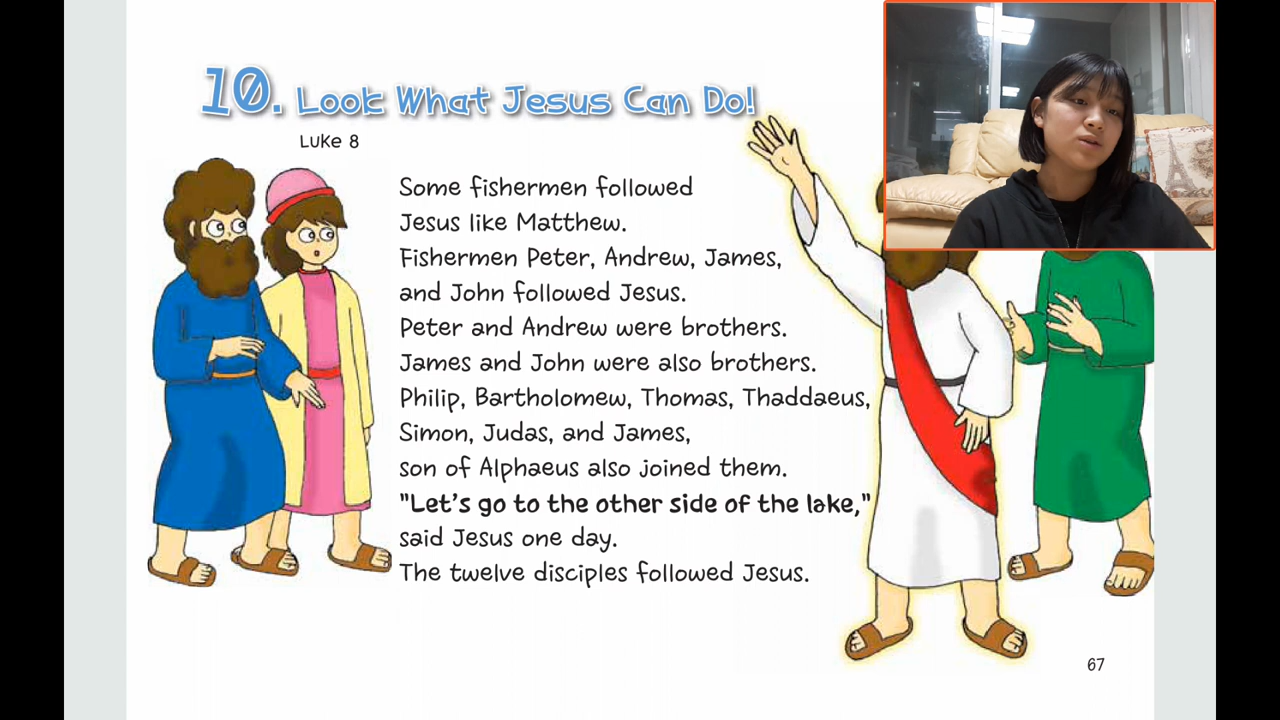 10. Look What Jesus Can Do!
Luke 8
Some fishermen followed
Jesus like Matthew.
Fishermen Peter, Andrew, James,
and John followed Jesus.
Peter and Andrew were brothers.
James and John were also brothers.
Philip, Bartholomew, Thomas, Thaddaeus,
Simon, Judas, and James,
son of Alphaeus also joined them.
"Let's go to the other side of the lake,"
said Jesus one day.
The twelve disciples followed Jesus.
67